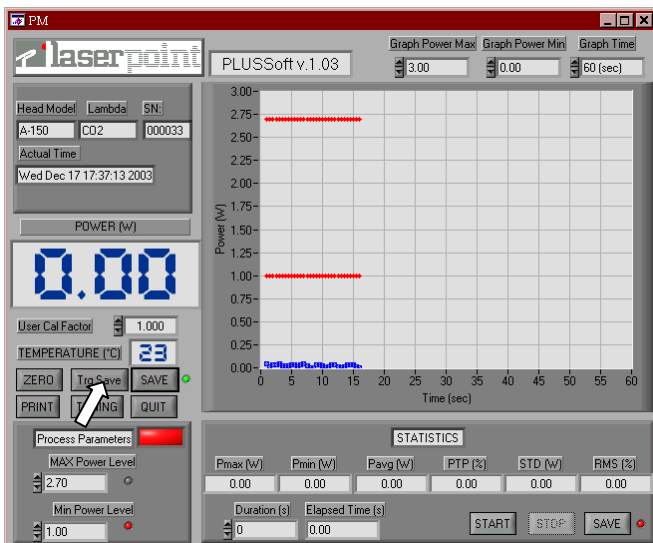 PM
laserpoint
PLUSSoft v.1.03
Graph Power Max Graph Power Min Graph Time
3.00 0.00 60 (sec)
Head Model Lambda SN:
A-150 CO2 000033
Actual Time
Wed Dec 17 17:37:13 2003
POWER (W)
0.00
User Cal Factor 1.000
TEMPERATURE (°C) 23
ZERO Trg Save SAVE
PRINT QUIT
Process Parameters
MAX Power Level
2.70
Min Power Level
1.00
Power (W)
3.00
2.75
2.50
2.25
2.00
1.75
1.50
1.25
1.00
0.75
0.50
0.25
0.00
0 5 10 15 20 25 30 35 40 45 50 55 60
Time (sec)
STATISTICS
Pmax (W) Pmin (W) Pavg (W) PTP (%) STD (W) RMS (%)
0.00 0.00 0.00 0.00 0.00 0.00
Duration (s) Elapsed Time (s)
0 0.00
START STOP SAVE